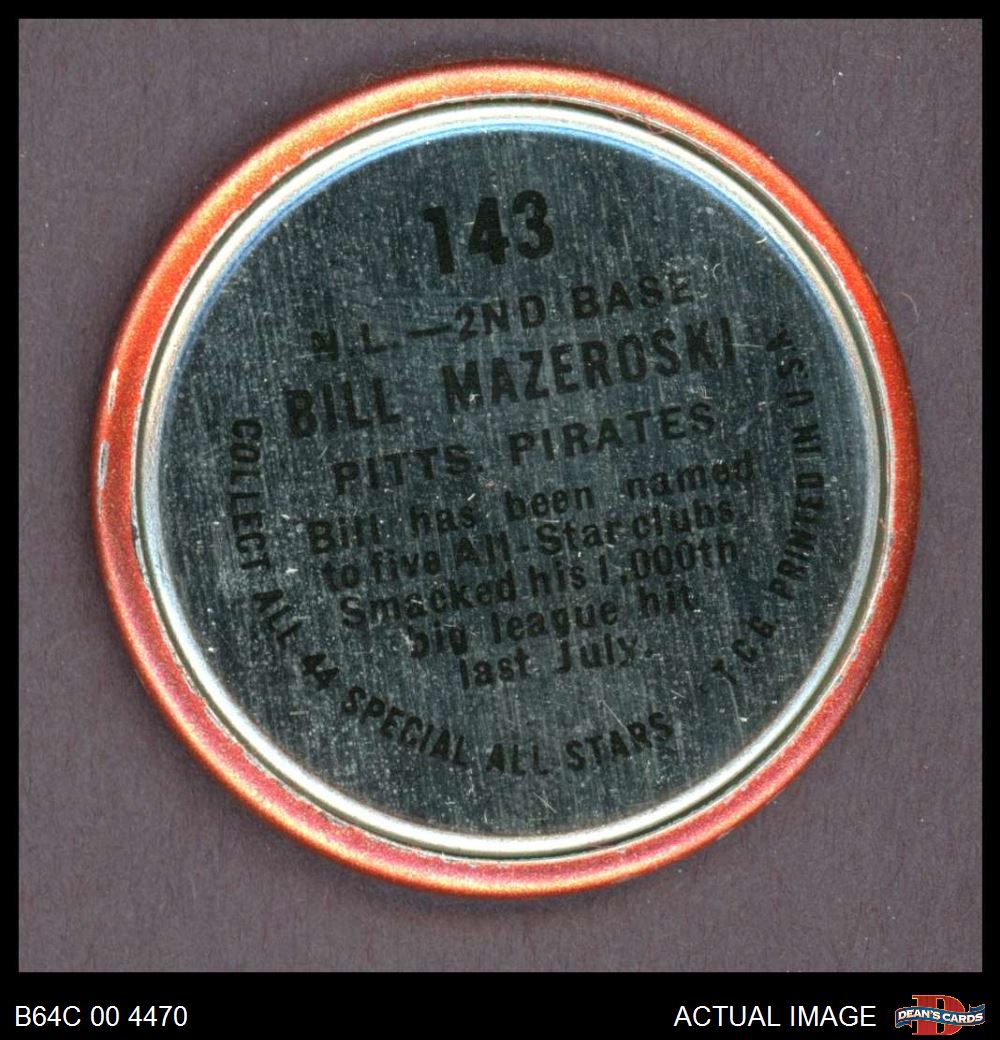 143
N.L.—2ND BASE
BILL MAZEROSKI
PITTS. PIRATES
Bill has been named
to five All-Star clubs.
Smacked his 1,000th
big league hit
last July.
COLLECT ALL 44 SPECIAL ALL STARS
T.C.G. PRINTED IN U.S.A.
B64C 00 4470
ACTUAL IMAGE
D
DEAN'S CARDS